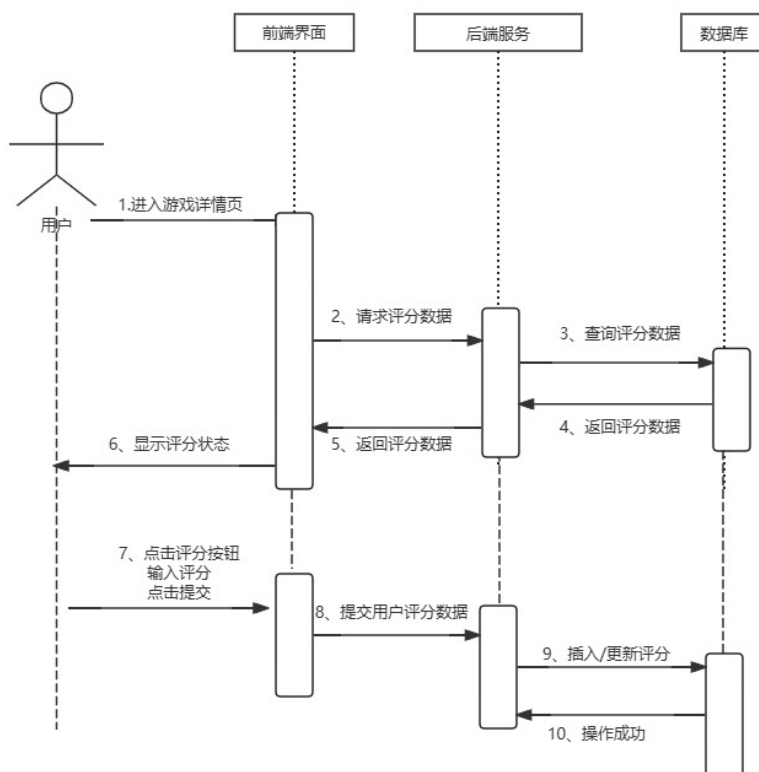 前端界面
后端服务
数据库
用户
1.进入游戏详情页
2、请求评分数据
3、查询评分数据
4、返回评分数据
5、返回评分数据
6、显示评分状态
7、点击评分按钮
输入评分
点击提交
8、提交用户评分数据
9、插入/更新评分
10、操作成功